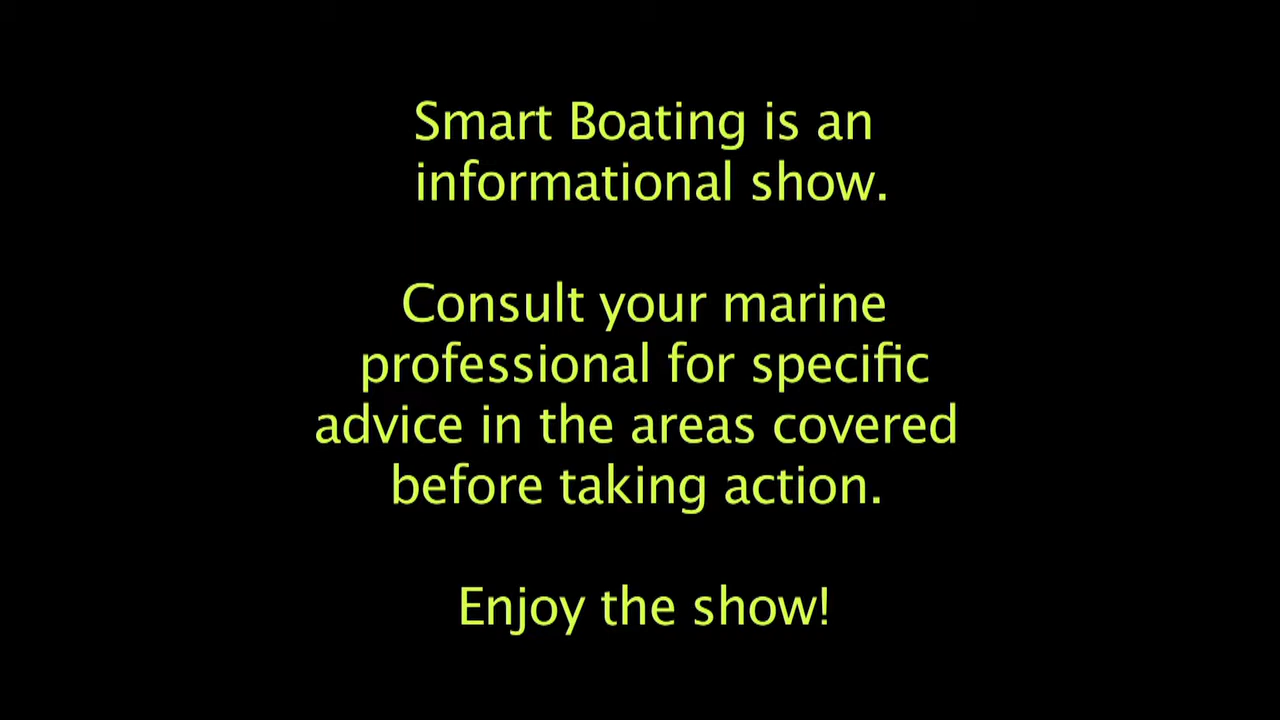 Smart Boating is an
informational show.
Consult your marine
professional for specific
advice in the areas covered
before taking action.
Enjoy the show!